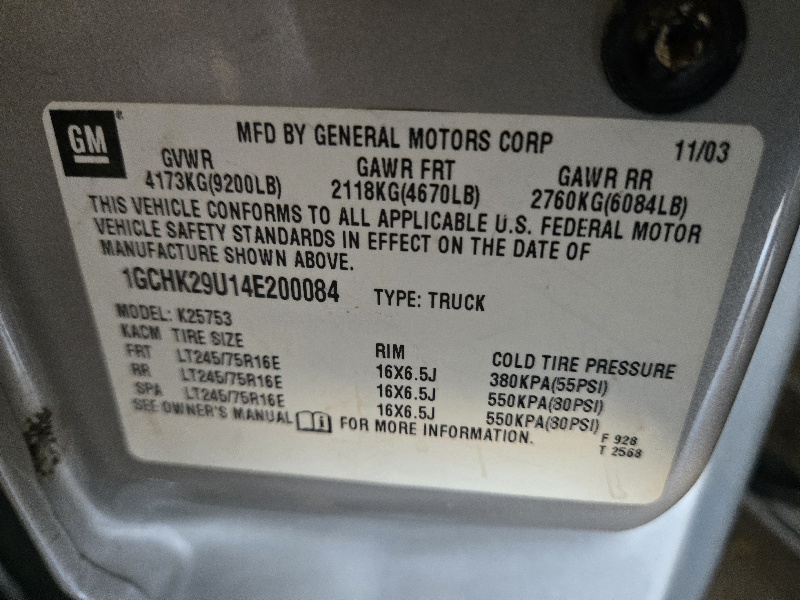 GM
MFD BY GENERAL MOTORS CORP 11/03
GVWR GAWR FRT GAWR RR
4173KG(9200LB) 2118KG(4670LB) 2760KG(6084LB)
THIS VEHICLE CONFORMS TO ALL APPLICABLE U.S. FEDERAL MOTOR
VEHICLE SAFETY STANDARDS IN EFFECT ON THE DATE OF
MANUFACTURE SHOWN ABOVE.
1GCHK29U14E200084 TYPE: TRUCK
MODEL: K25753
KACM TIRE SIZE RIM COLD TIRE PRESSURE
FRT LT245/75R16E 16X6.5J 380KPA(55PSI)
RR LT245/75R16E 16X6.5J 550KPA(80PSI)
SPA LT245/75R16E 16X6.5J 550KPA(80PSI)
SEE OWNER'S MANUAL FOR MORE INFORMATION.
F 928
T 2568